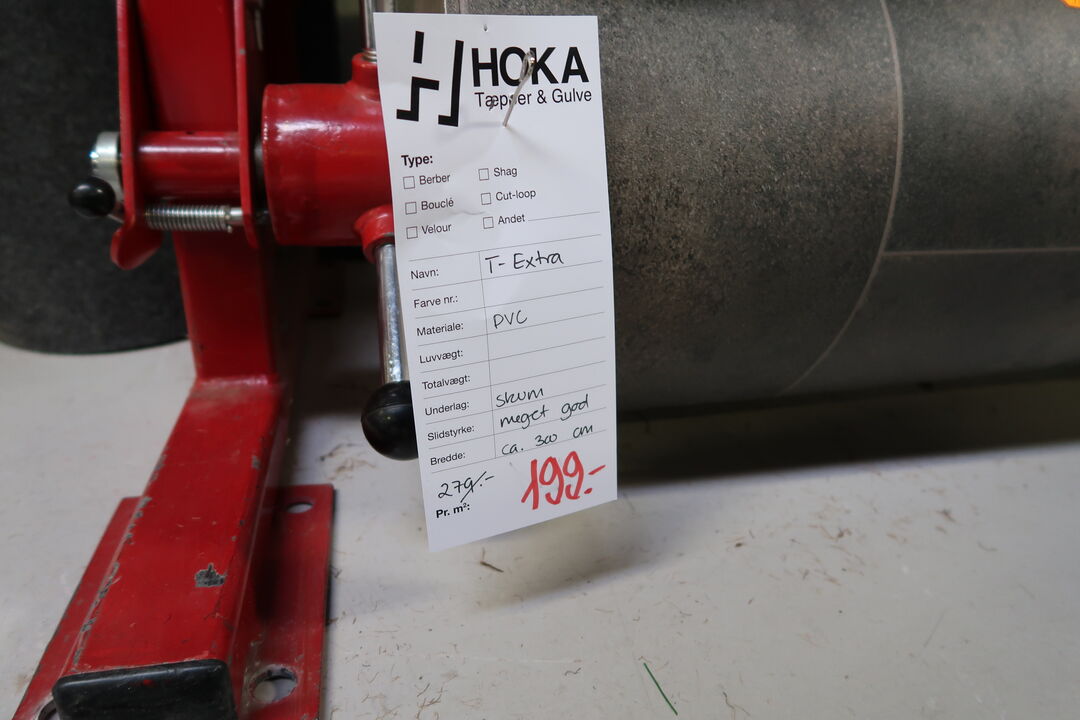 HOKA
Tæpper & Gulve
Type:
Berber Shag
Bouclé Cut-loop
Velour Andet
Navn: T-Extra
Farve nr.:
Materiale: PVC
Luvvægt:
Totalvægt:
Underlag: skum
Slidstyrke: meget god
Bredde: ca. 300 cm
279.- 199.-
Pr. m²: